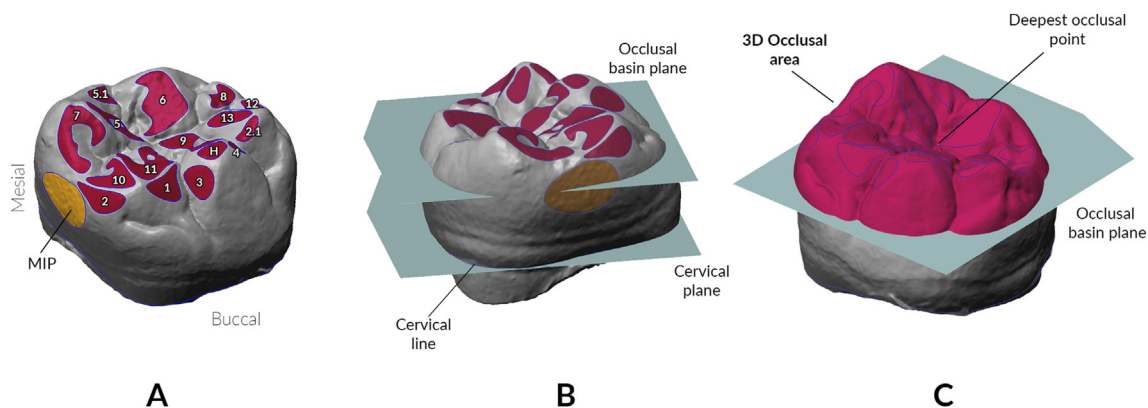 5.1
6
8
12
13
2.1
7
5
9
H
4
11
10
1
3
2
Mesial
MIP
Buccal
A
Occlusal
basin plane
Cervical
plane
Cervical
line
B
3D Occlusal
area
Deepest occlusal
point
Occlusal
basin plane
C